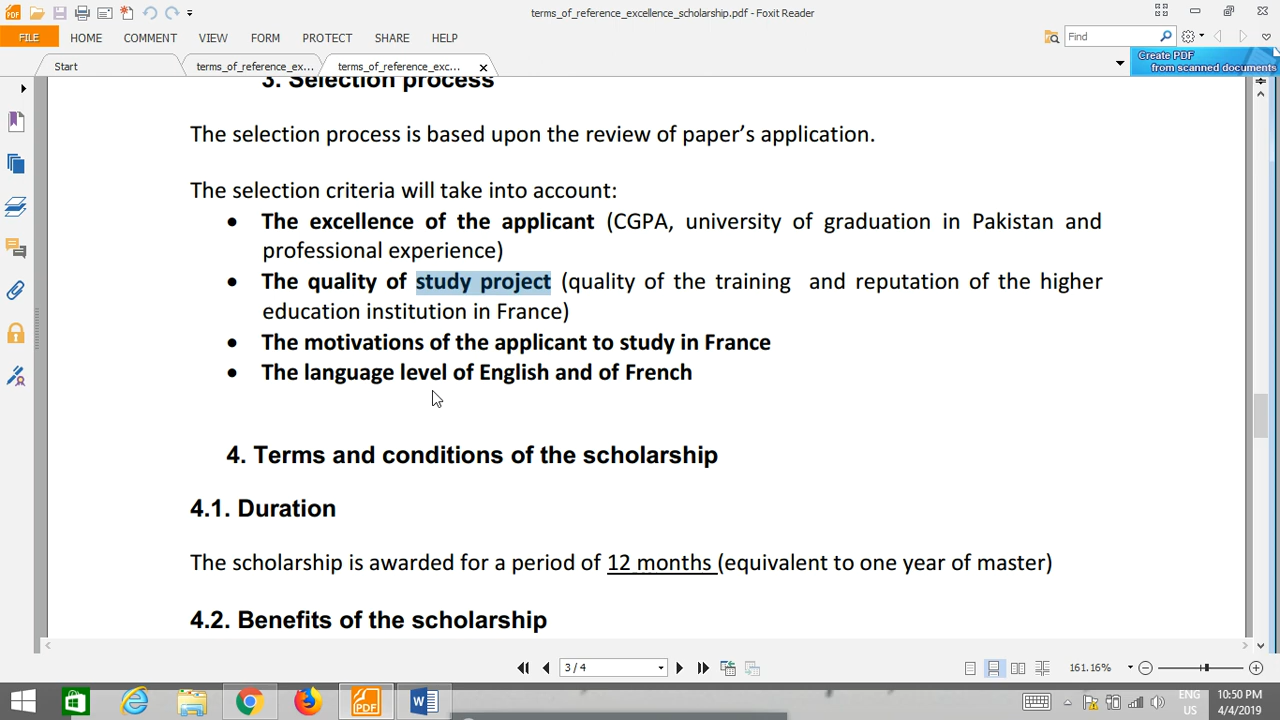 terms_of_reference_excellence_scholarship.pdf - Foxit Reader
FILE HOME COMMENT VIEW FORM PROTECT SHARE HELP Find
Start terms_of_reference_ex... terms_of_reference_exc...
Create PDF
from scanned documents
3. Selection process
The selection process is based upon the review of paper's application.
The selection criteria will take into account:
• The excellence of the applicant (CGPA, university of graduation in Pakistan and
professional experience)
• The quality of study project (quality of the training and reputation of the higher
education institution in France)
• The motivations of the applicant to study in France
• The language level of English and of French
4. Terms and conditions of the scholarship
4.1. Duration
The scholarship is awarded for a period of 12 months (equivalent to one year of master)
4.2. Benefits of the scholarship
3 / 4 161.16%
ENG 10:50 PM
US 4/4/2019